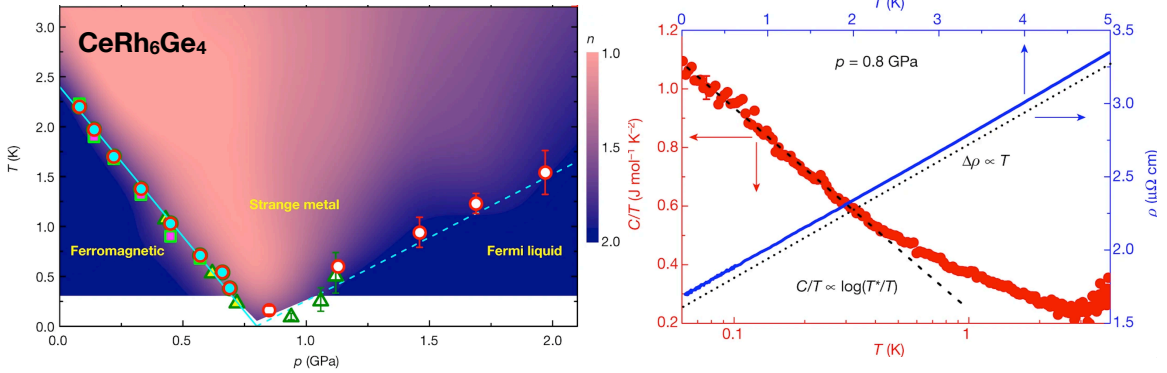 CeRh₆Ge₄
n
1.0
1.5
2.0
3.0
2.5
2.0
1.5
1.0
0.5
0.0
T (K)
Strange metal
Ferromagnetic
Fermi liquid
0.0 0.5 1.0 1.5 2.0
p (GPa)
T (K)
0 1 2 3 4 5
1.2
1.0
0.8
0.6
0.4
0.2
C/T (J mol⁻¹ K⁻²)
p = 0.8 GPa
Δρ ∝ T
C/T ∝ log(T*/T)
3.5
3.0
2.5
2.0
1.5
ρ (μΩ cm)
0.1 1
T (K)